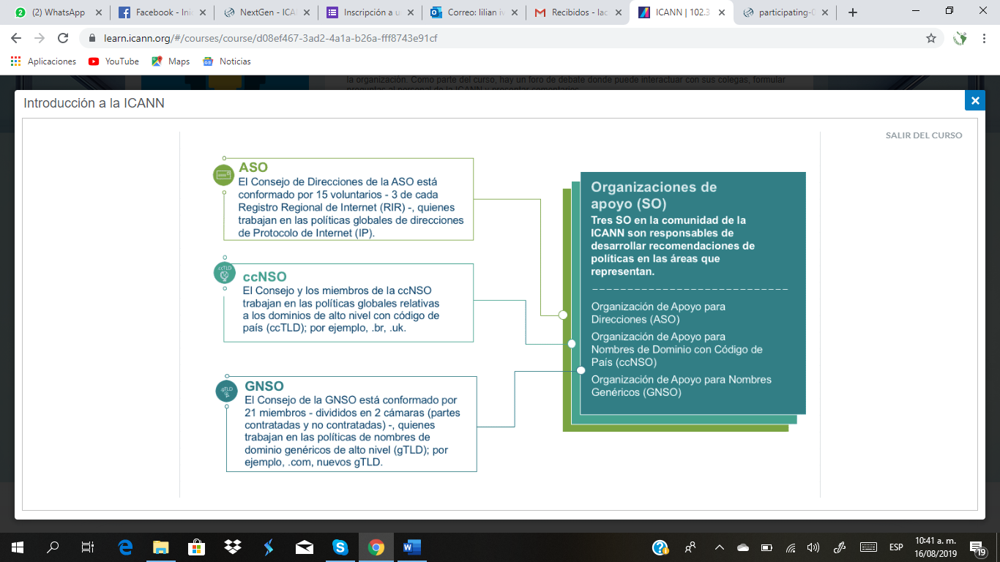 (2) WhatsApp
Facebook - Inic
NextGen - ICA
Inscripción a u
Correo: lilian iv
Recibidos - lac
ICANN | 102.3
participating-0
learn.icann.org/#/courses/course/d08ef467-3ad2-4a1a-b26a-fff8743e91cf
Aplicaciones
YouTube
Maps
Noticias
la organización. Como parte del curso, hay un foro de debate donde puede interactuar con sus colegas, formular
preguntas al personal de la ICANN y presentar comentarios.
Introducción a la ICANN
SALIR DEL CURSO
ASO
El Consejo de Direcciones de la ASO está
conformado por 15 voluntarios - 3 de cada
Registro Regional de Internet (RIR) -, quienes
trabajan en las políticas globales de direcciones
de Protocolo de Internet (IP).
ccTLD
ccNSO
El Consejo y los miembros de la ccNSO
trabajan en las políticas globales relativas
a los dominios de alto nivel con código de
país (ccTLD); por ejemplo, .br, .uk.
gTLD
GNSO
El Consejo de la GNSO está conformado por
21 miembros - divididos en 2 cámaras (partes
contratadas y no contratadas) -, quienes
trabajan en las políticas de nombres de
dominio genéricos de alto nivel (gTLD); por
ejemplo, .com, nuevos gTLD.
Organizaciones de
apoyo (SO)
Tres SO en la comunidad de la
ICANN son responsables de
desarrollar recomendaciones de
políticas en las áreas que
representan.
Organización de Apoyo para
Direcciones (ASO)
Organización de Apoyo para
Nombres de Dominio con Código de
País (ccNSO)
Organización de Apoyo para Nombres
Genéricos (GNSO)
ESP
10:41 a. m.
16/08/2019
19